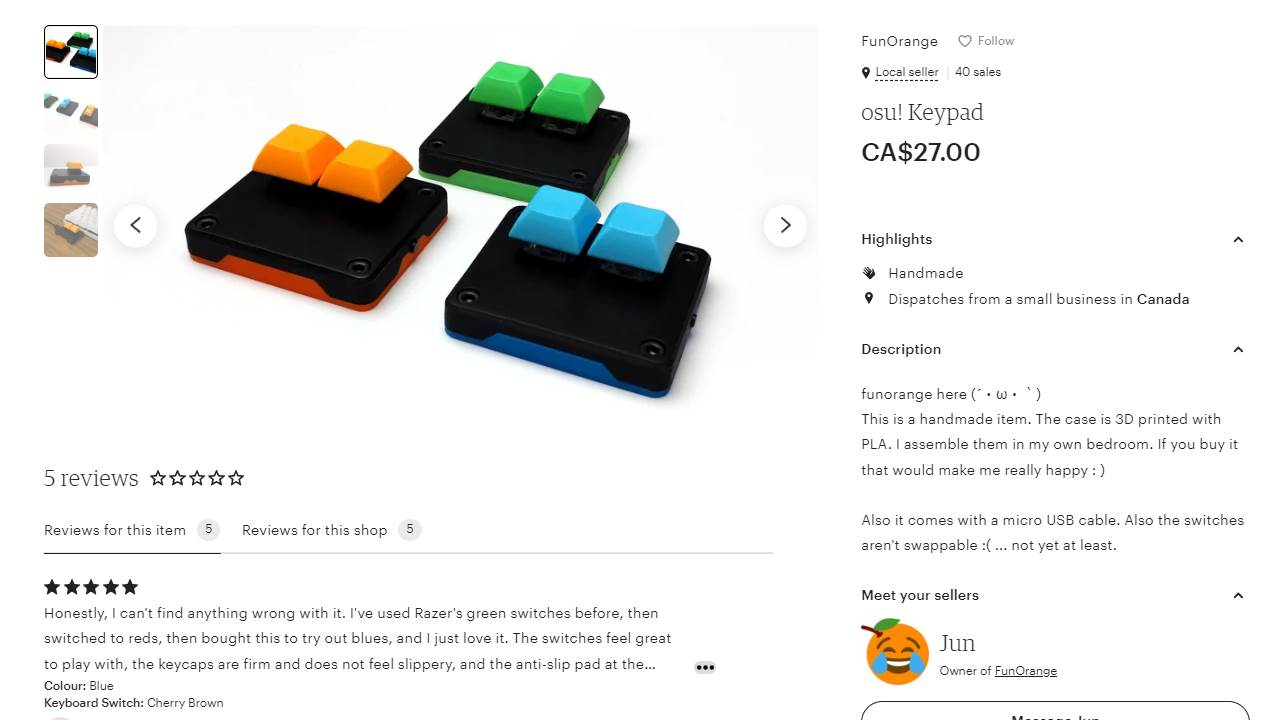 FunOrange Follow
Local seller 40 sales
osu! Keypad
CA$27.00
Highlights
Handmade
Dispatches from a small business in Canada
Description
funorange here (´・ω・｀)
This is a handmade item. The case is 3D printed with
PLA. I assemble them in my own bedroom. If you buy it
that would make me really happy : )
Also it comes with a micro USB cable. Also the switches
aren't swappable :( ... not yet at least.
Meet your sellers
Jun
Owner of FunOrange
Message Jun
5 reviews
Reviews for this item 5 Reviews for this shop 5
Honestly, I can't find anything wrong with it. I've used Razer's green switches before, then
switched to reds, then bought this to try out blues, and I just love it. The switches feel great
to play with, the keycaps are firm and does not feel slippery, and the anti-slip pad at the...
Colour: Blue
Keyboard Switch: Cherry Brown